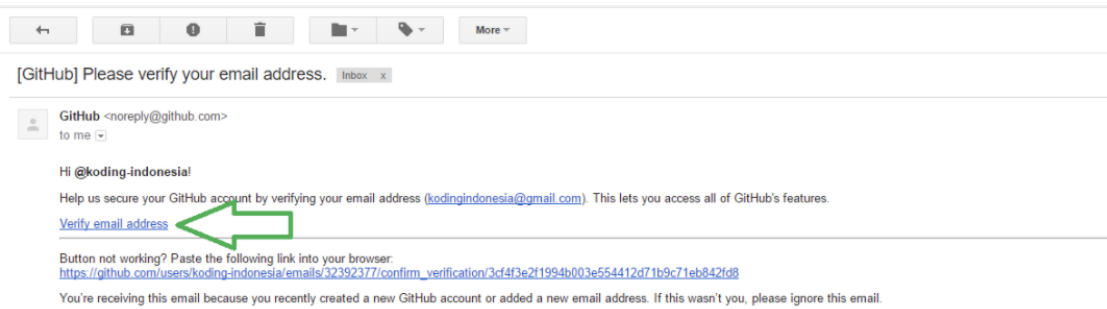 More
[GitHub] Please verify your email address. Inbox x
GitHub <noreply@github.com>
to me
Hi @koding-indonesia!
Help us secure your GitHub account by verifying your email address (kodingindonesia@gmail.com). This lets you access all of GitHub's features.
Verify email address
Button not working? Paste the following link into your browser:
https://github.com/users/koding-indonesia/emails/32392377/confirm_verification/3cf4f3e2f1994b003e554412d71b9c71eb842fd8
You're receiving this email because you recently created a new GitHub account or added a new email address. If this wasn't you, please ignore this email.